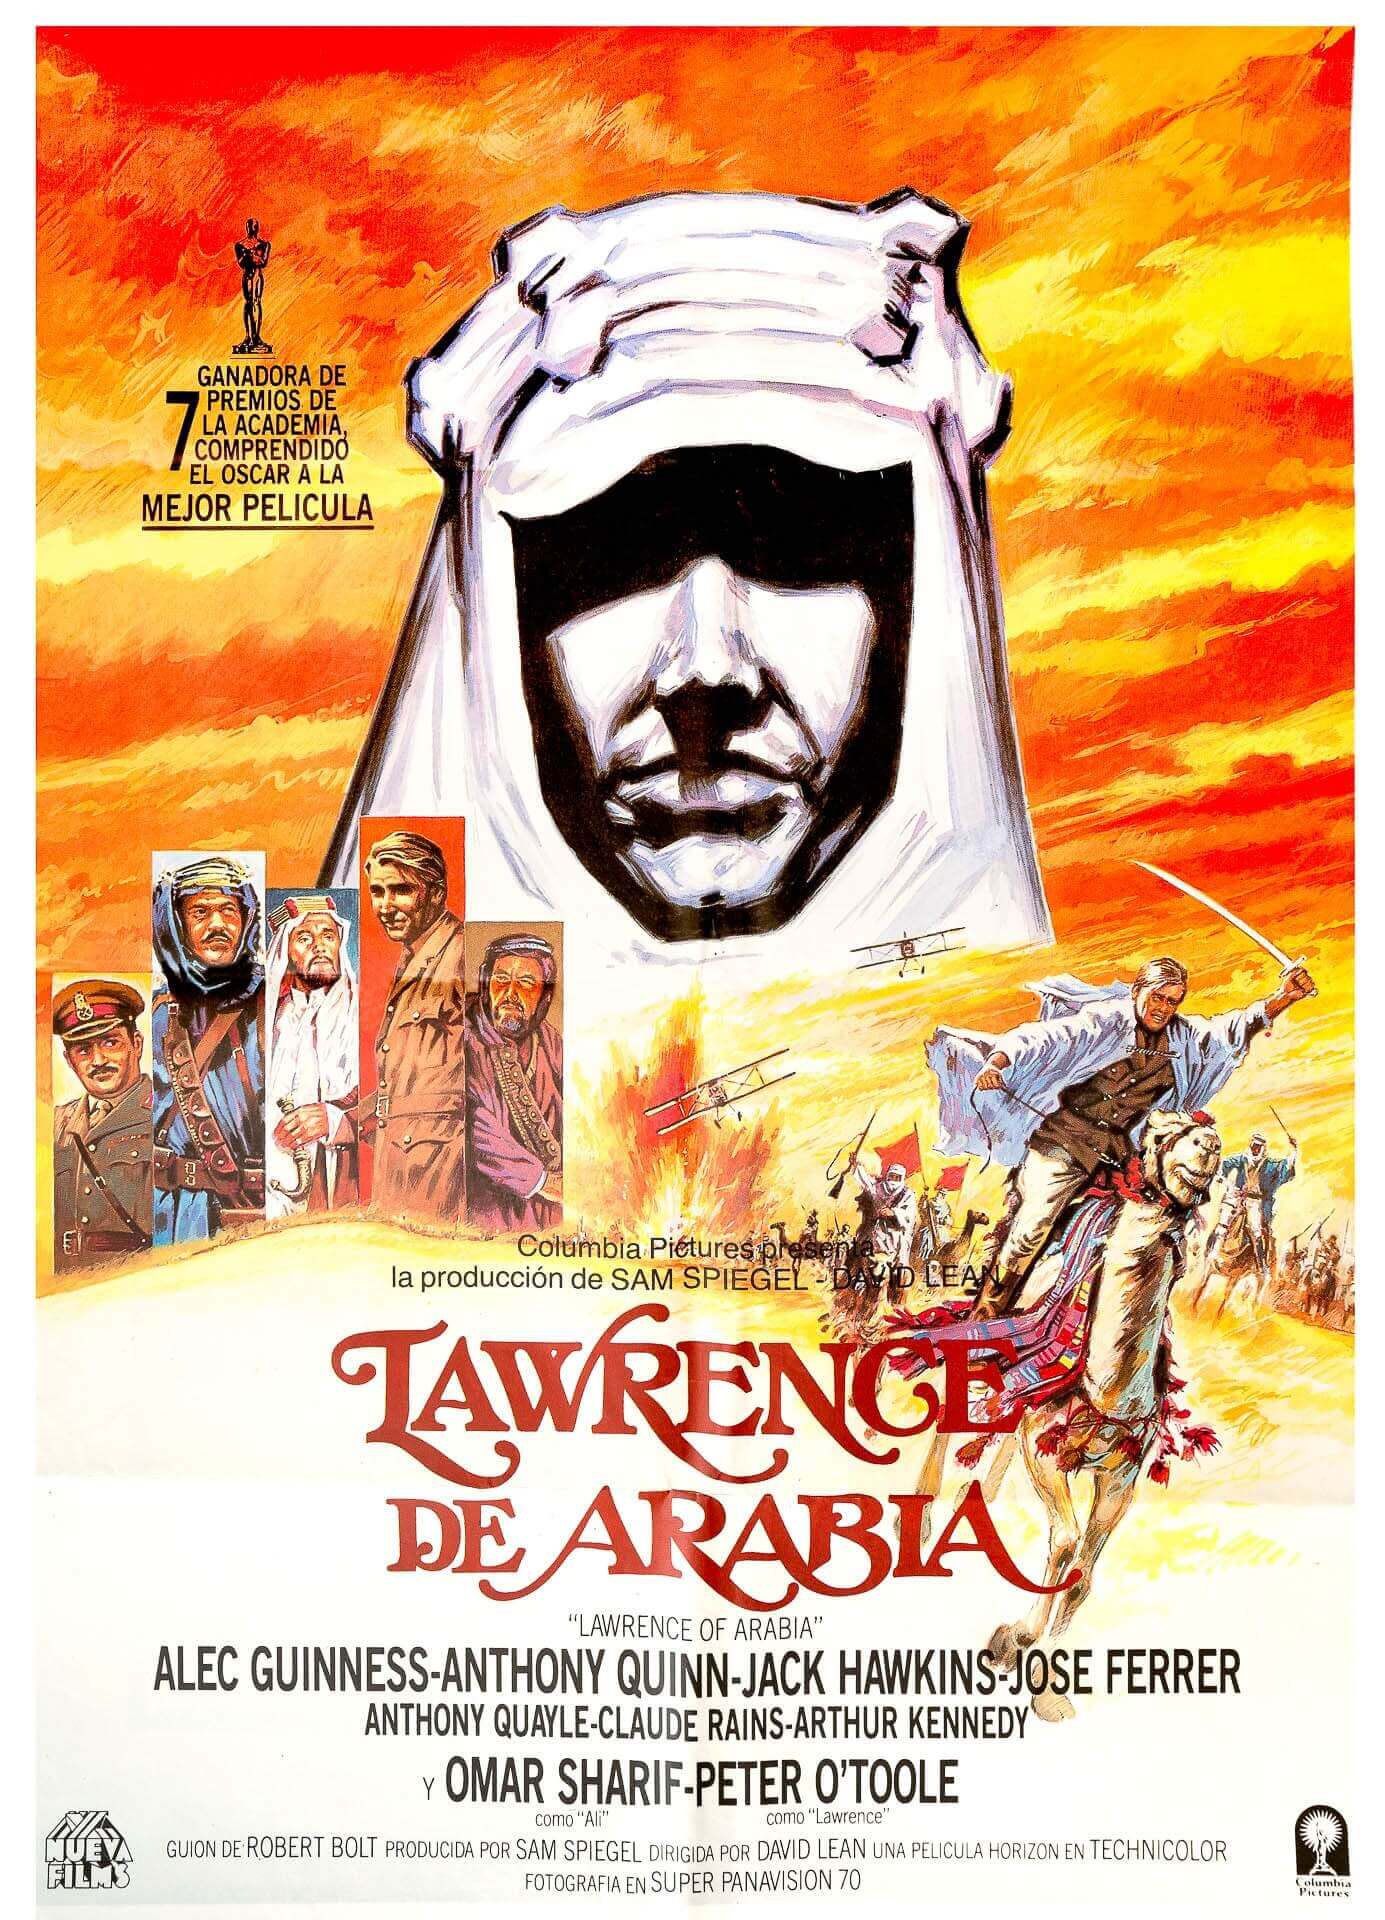 GANADORA DE
7 PREMIOS DE
LA ACADEMIA,
COMPRENDIDO
EL OSCAR A LA
MEJOR PELICULA
Columbia Pictures presenta
la producción de SAM SPIEGEL - DAVID LEAN
LAWRENCE
DE ARABIA
"LAWRENCE OF ARABIA"
ALEC GUINNESS-ANTHONY QUINN-JACK HAWKINS-JOSE FERRER
ANTHONY QUAYLE-CLAUDE RAINS-ARTHUR KENNEDY
Y OMAR SHARIF-PETER O'TOOLE
como "Ali" como "Lawrence"
GUION DE ROBERT BOLT PRODUCIDA POR SAM SPIEGEL DIRIGIDA POR DAVID LEAN UNA PELICULA HORIZON EN TECHNICOLOR
FOTOGRAFIA EN SUPER PANAVISION 70
NUEVA
FILMS
Columbia
Pictures